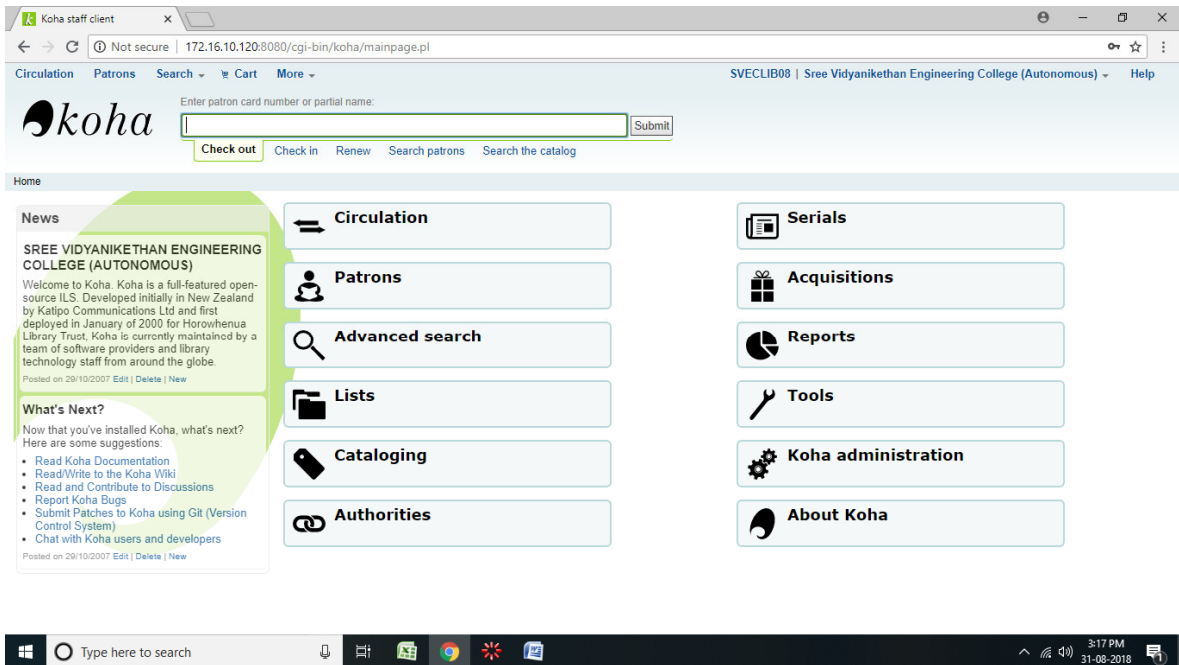 Koha staff client
Not secure | 172.16.10.120:8080/cgi-bin/koha/mainpage.pl
Circulation Patrons Search Cart More SVECLIB08 | Sree Vidyanikethan Engineering College (Autonomous) Help
koha
Enter patron card number or partial name:
Submit
Check out Check in Renew Search patrons Search the catalog
Home
News
SREE VIDYANIKETHAN ENGINEERING
COLLEGE (AUTONOMOUS)
Welcome to Koha. Koha is a full-featured open-
source ILS. Developed initially in New Zealand
by Katipo Communications Ltd and first
deployed in January of 2000 for Horowhenua
Library Trust, Koha is currently maintained by a
team of software providers and library
technology staff from around the globe.
Posted on 29/10/2007 Edit | Delete | New
What's Next?
Now that you've installed Koha, what's next?
Here are some suggestions:
• Read Koha Documentation
• Read/Write to the Koha Wiki
• Read and Contribute to Discussions
• Report Koha Bugs
• Submit Patches to Koha using Git (Version
Control System)
• Chat with Koha users and developers
Posted on 29/10/2007 Edit | Delete | New
Circulation
Patrons
Advanced search
Lists
Cataloging
Authorities
Serials
Acquisitions
Reports
Tools
Koha administration
About Koha
Type here to search
3:17 PM
31-08-2018